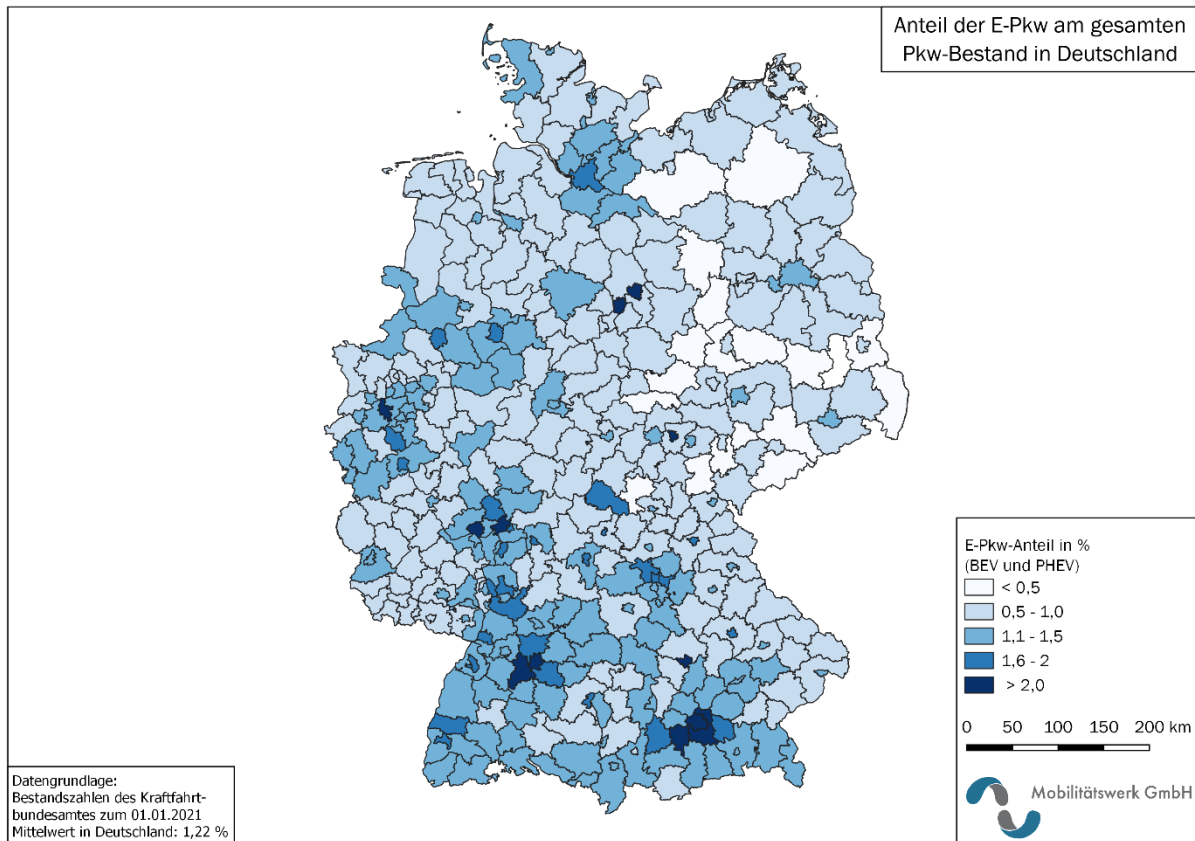 Anteil der E-Pkw am gesamten
Pkw-Bestand in Deutschland
E-Pkw-Anteil in %
(BEV und PHEV)
< 0,5
0,5 - 1,0
1,1 - 1,5
1,6 - 2
> 2,0
0 50 100 150 200 km
Mobilitätswerk GmbH
Datengrundlage:
Bestandszahlen des Kraftfahrt-
bundesamtes zum 01.01.2021
Mittelwert in Deutschland: 1,22 %